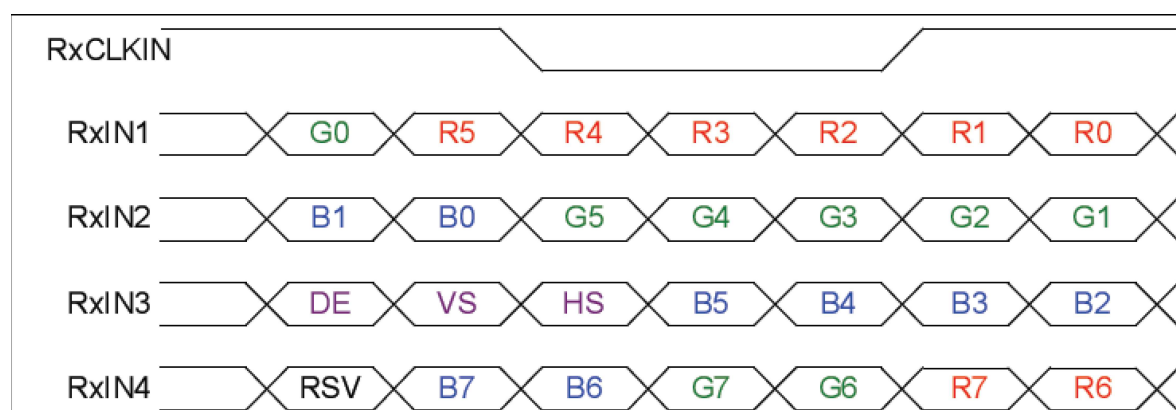 RxCLKIN
RxIN1 G0 R5 R4 R3 R2 R1 R0
RxIN2 B1 B0 G5 G4 G3 G2 G1
RxIN3 DE VS HS B5 B4 B3 B2
RxIN4 RSV B7 B6 G7 G6 R7 R6